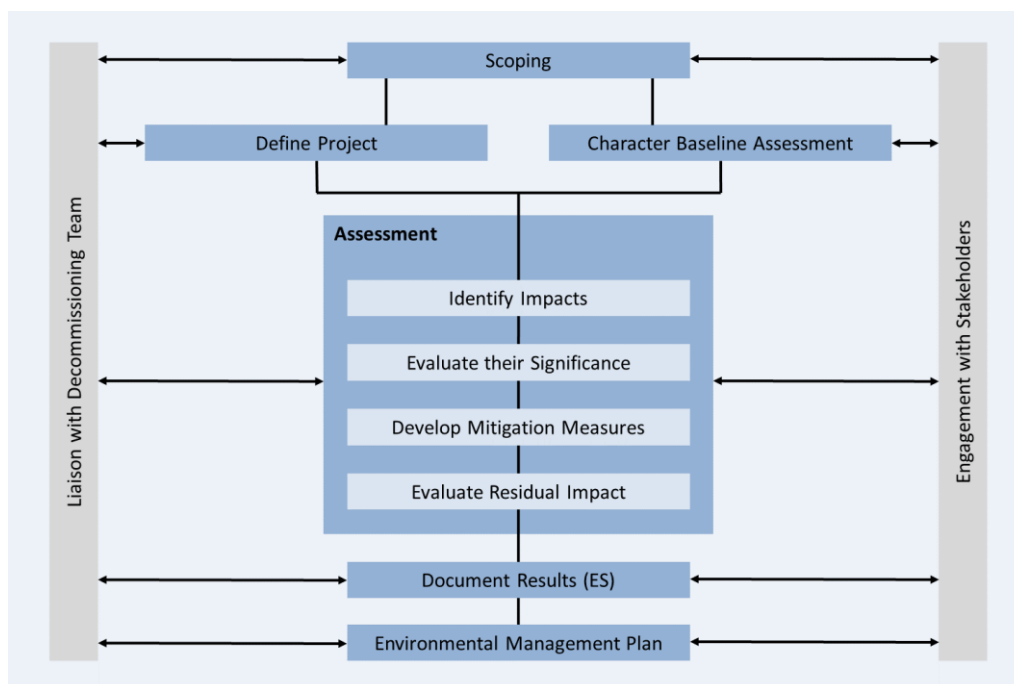 Scoping
Define Project
Character Baseline Assessment
Liaison with Decommissioning Team
Engagement with Stakeholders
Assessment
Identify Impacts
Evaluate their Significance
Develop Mitigation Measures
Evaluate Residual Impact
Document Results (ES)
Environmental Management Plan